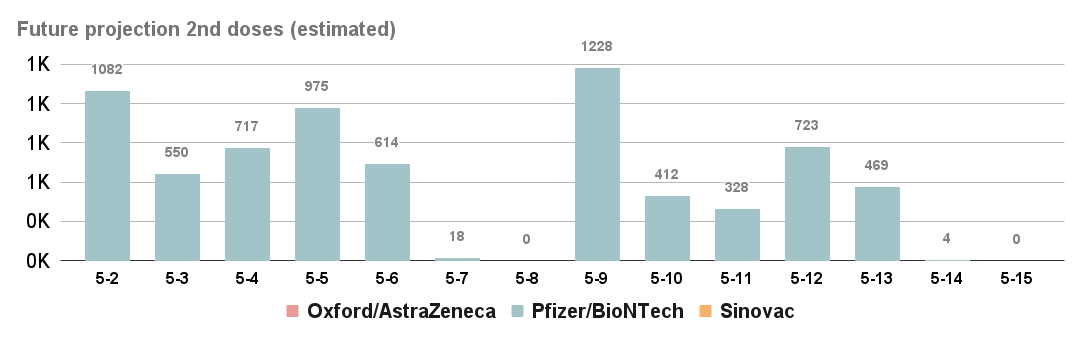 Future projection 2nd doses (estimated)
1K
1K
1K
1K
0K
0K
1082
550
717
975
614
18
0
1228
412
328
723
469
4
0
5-2 5-3 5-4 5-5 5-6 5-7 5-8 5-9 5-10 5-11 5-12 5-13 5-14 5-15
Oxford/AstraZeneca Pfizer/BioNTech Sinovac